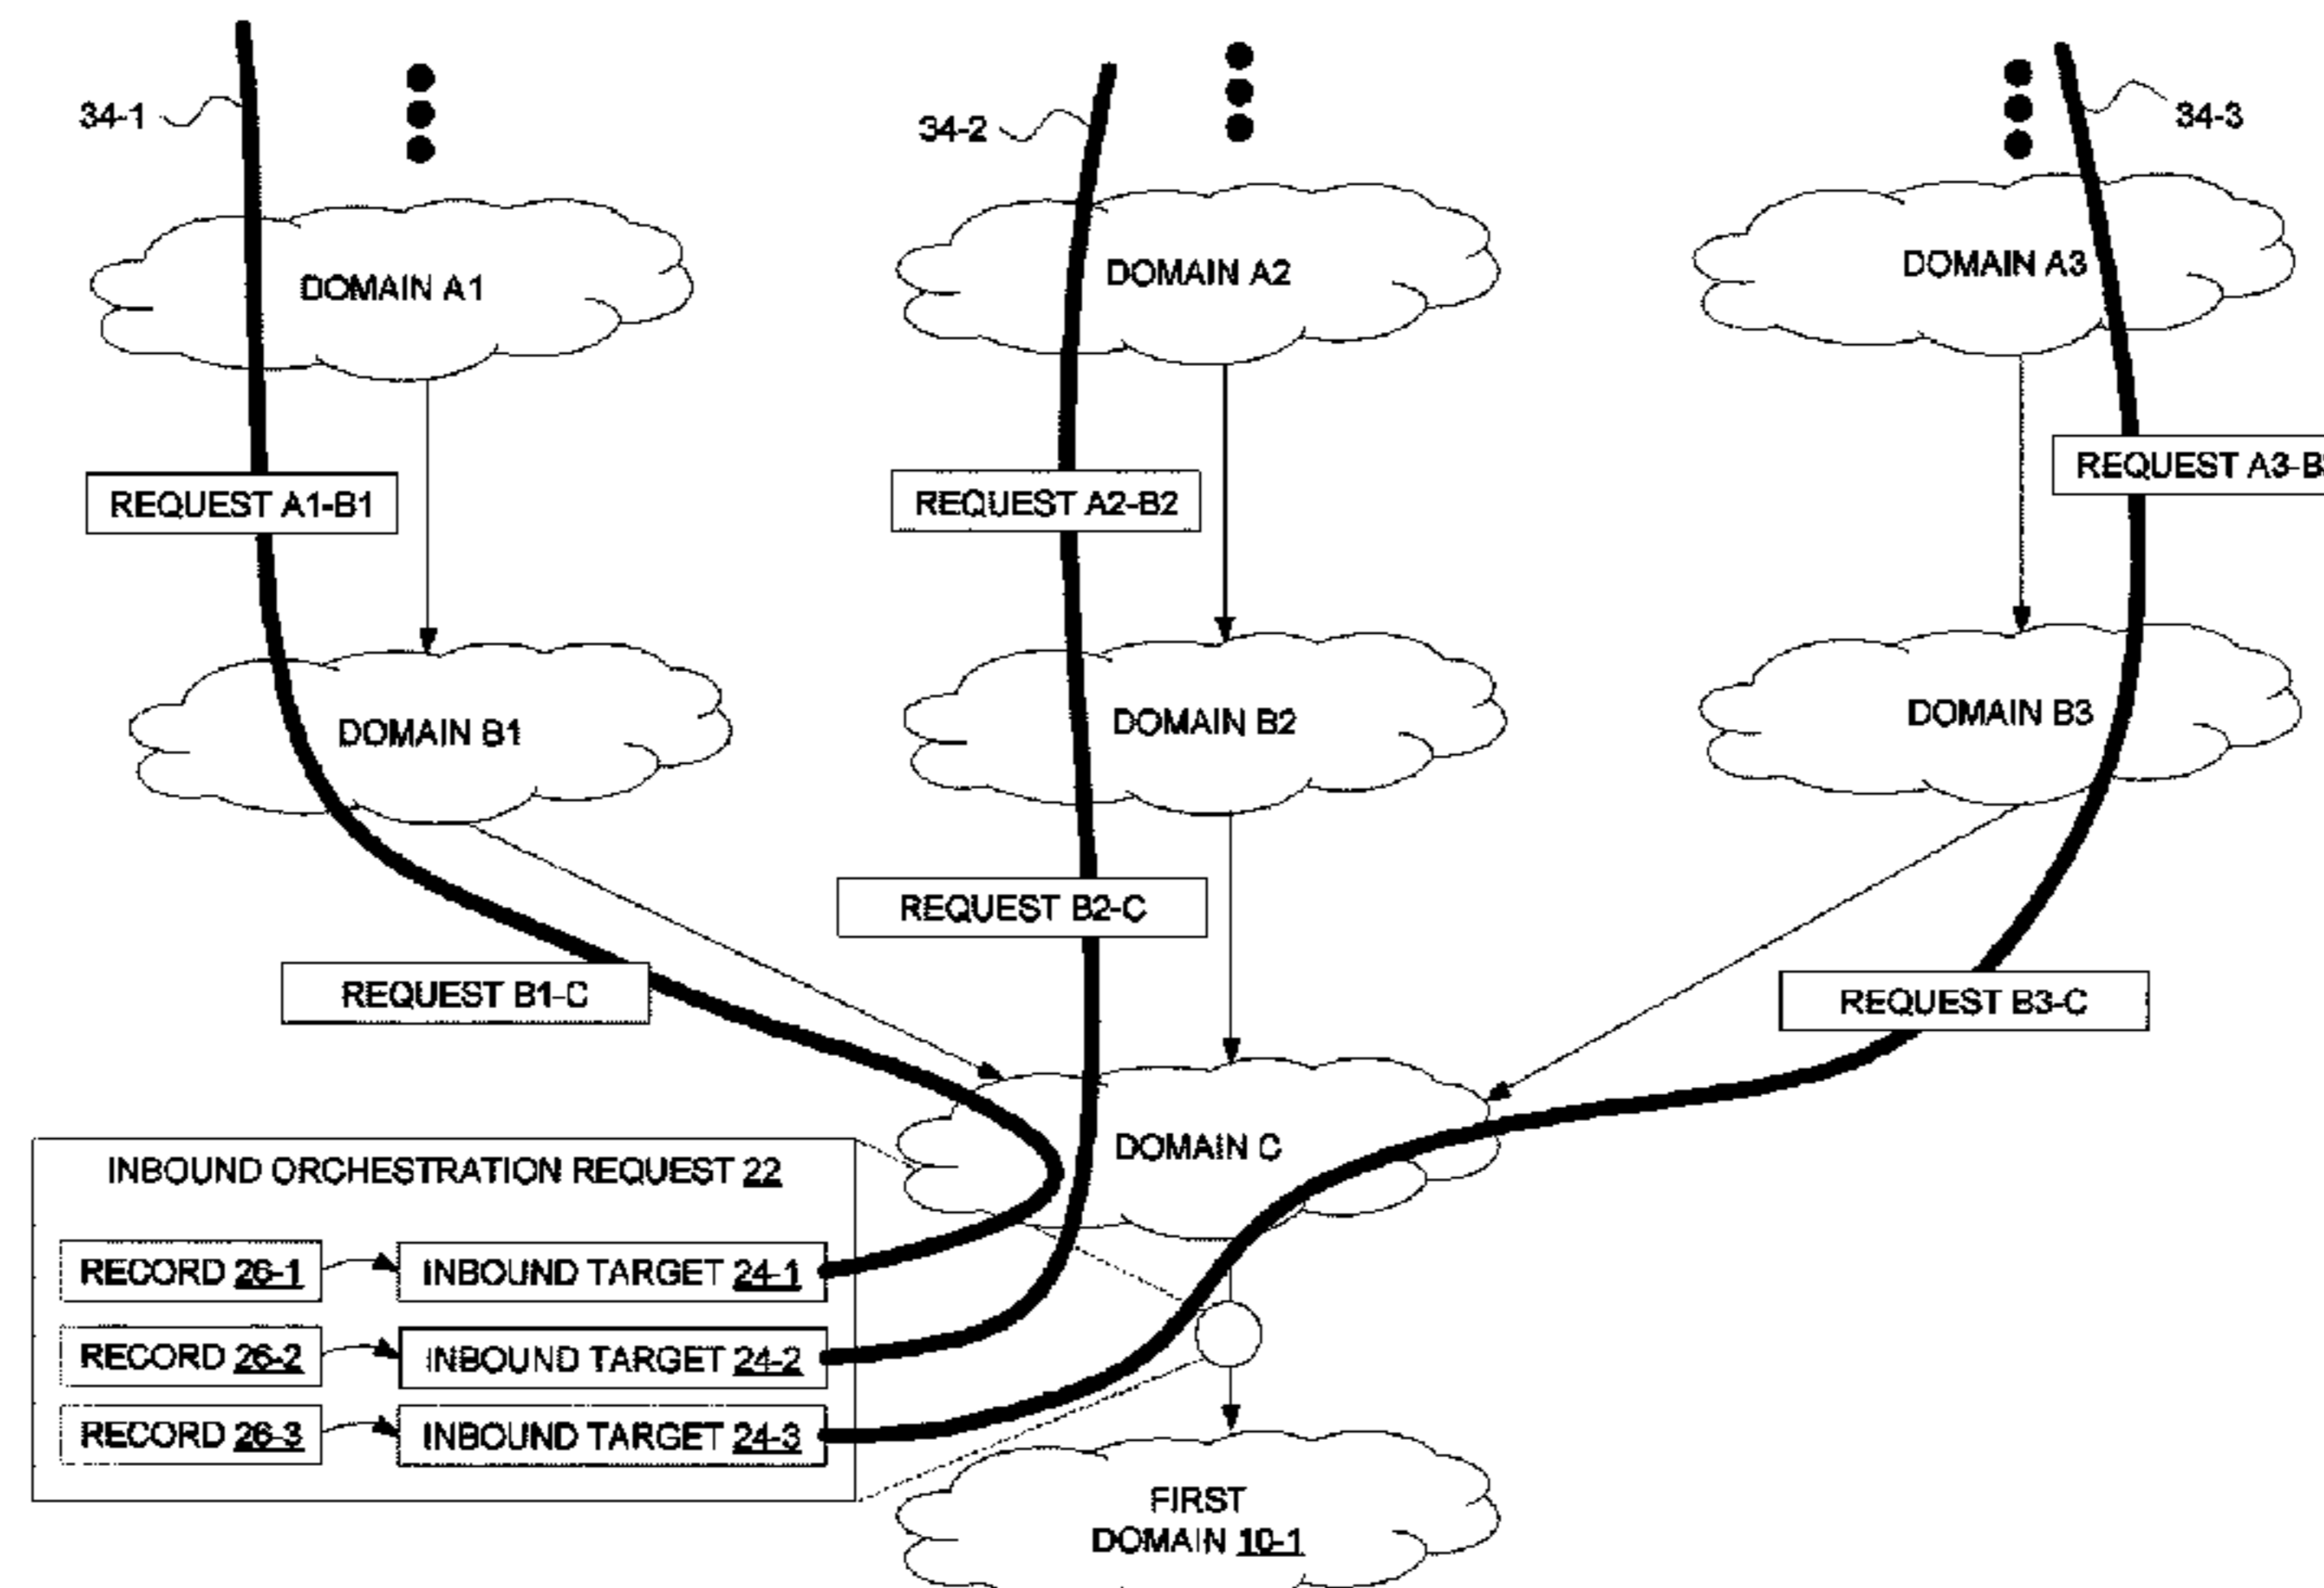 34-1
34-2
34-3
DOMAIN A1
DOMAIN A2
DOMAIN A3
REQUEST A1-B1
REQUEST A2-B2
REQUEST A3-B
DOMAIN B1
DOMAIN B2
DOMAIN B3
REQUEST B2-C
REQUEST B1-C
REQUEST B3-C
DOMAIN C
INBOUND ORCHESTRATION REQUEST 22
RECORD 26-1
INBOUND TARGET 24-1
RECORD 26-2
INBOUND TARGET 24-2
RECORD 26-3
INBOUND TARGET 24-3
FIRST
DOMAIN 10-1